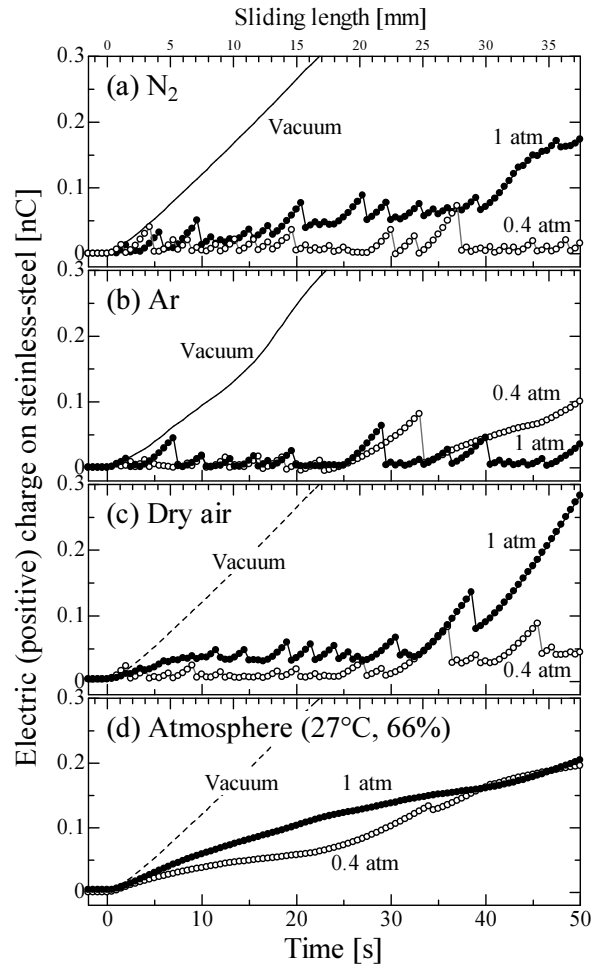 Sliding length [mm]
0 5 10 15 20 25 30 35
Electric (positive) charge on steinless-steel [nC]
0.3
(a) N₂
Vacuum
1 atm
0.2
0.1
0.4 atm
0
0.3
(b) Ar
Vacuum
0.2
0.4 atm
0.1
1 atm
0
0.3
(c) Dry air
1 atm
Vacuum
0.2
0.1
0.4 atm
0
0.3
(d) Atmosphere (27°C, 66%)
Vacuum
0.2
1 atm
0.1
0.4 atm
0
0 10 20 30 40 50
Time [s]